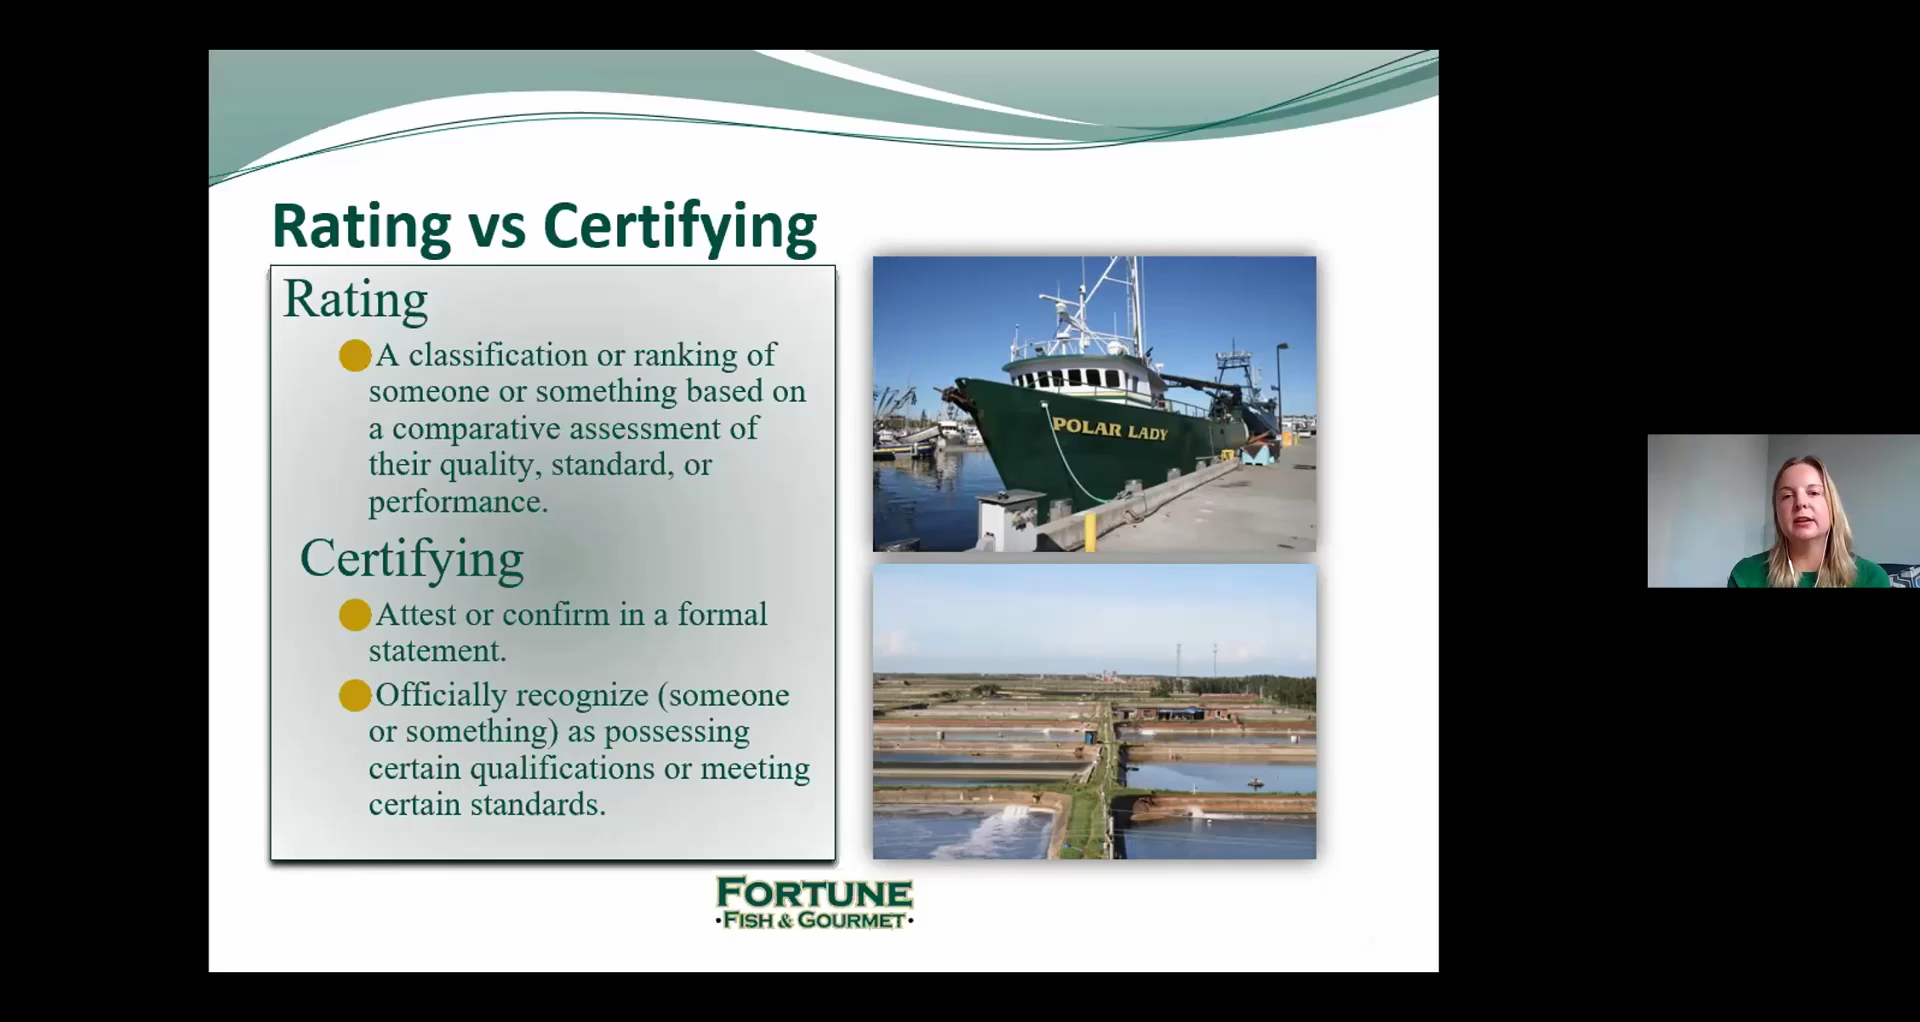 Rating vs Certifying
Rating
A classification or ranking of
someone or something based on
a comparative assessment of
their quality, standard, or
performance.
Certifying
Attest or confirm in a formal
statement.
Officially recognize (someone
or something) as possessing
certain qualifications or meeting
certain standards.
POLAR LADY
FORTUNE
·FISH & GOURMET·